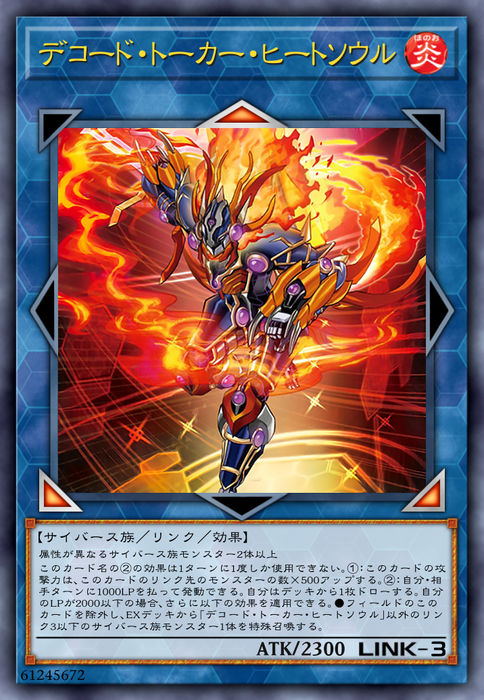 デコード・トーカー・ヒートソウル
ほのお
炎
【サイバース族／リンク／効果】
属性が異なるサイバース族モンスター2体以上
このカード名の②の効果は1ターンに1度しか使用できない。①：このカードの攻
撃力は、このカードのリンク先のモンスターの数×500アップする。②：自分・相
手ターンに1000LPを払って発動できる。自分はデッキから1枚ドローする。自分
のLPが2000以下の場合、さらに以下の効果を適用できる。●フィールドのこの
カードを除外し、EXデッキから「デコード・トーカー・ヒートソウル」以外のリン
ク3以下のサイバース族モンスター1体を特殊召喚する。
ATK/2300 LINK-3
61245672